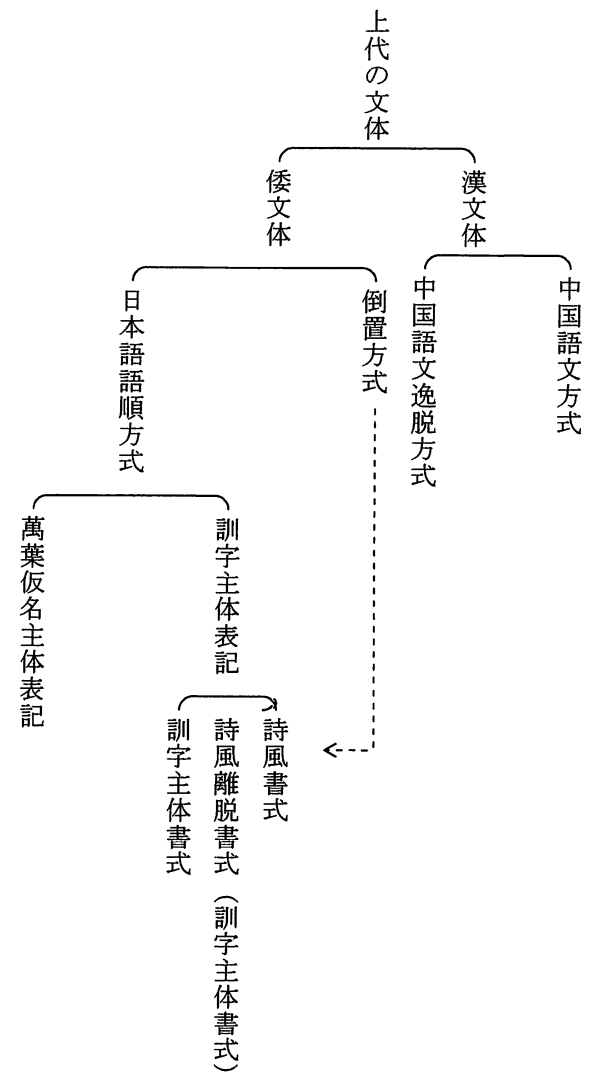 上代の文体
漢文体
倭文体
中国語文方式
中国語文逸脱方式
倒置方式
日本語語順方式
訓字主体表記
萬葉仮名主体表記
詩風書式
詩風離脱書式（訓字主体書式）
訓字主体書式